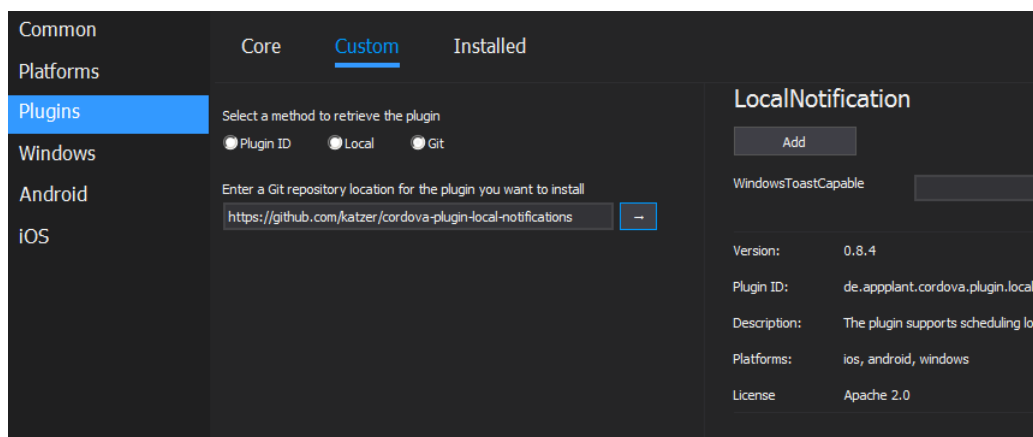 Common
Platforms
Plugins
Windows
Android
iOS
Core Custom Installed
Select a method to retrieve the plugin
Plugin ID Local Git
Enter a Git repository location for the plugin you want to install
https://github.com/katzer/cordova-plugin-local-notifications →
LocalNotification
Add
WindowsToastCapable
Version: 0.8.4
Plugin ID: de.appplant.cordova.plugin.local
Description: The plugin supports scheduling lo
Platforms: ios, android, windows
License Apache 2.0